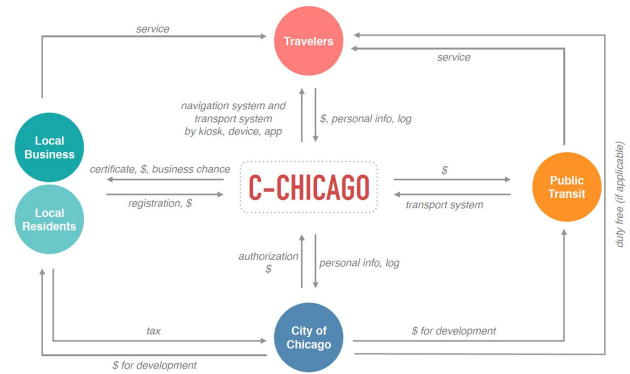 service
Travelers
service
navigation system and
transport system
by kiosk, device, app
$, personal info, log
Local
Business
certificate, $, business chance
C-CHICAGO
$
Public
Transit
duty free (if applicable)
Local
Residents
registration, $
transport system
authorization
$
personal info, log
tax
City of
Chicago
$ for development
$ for development